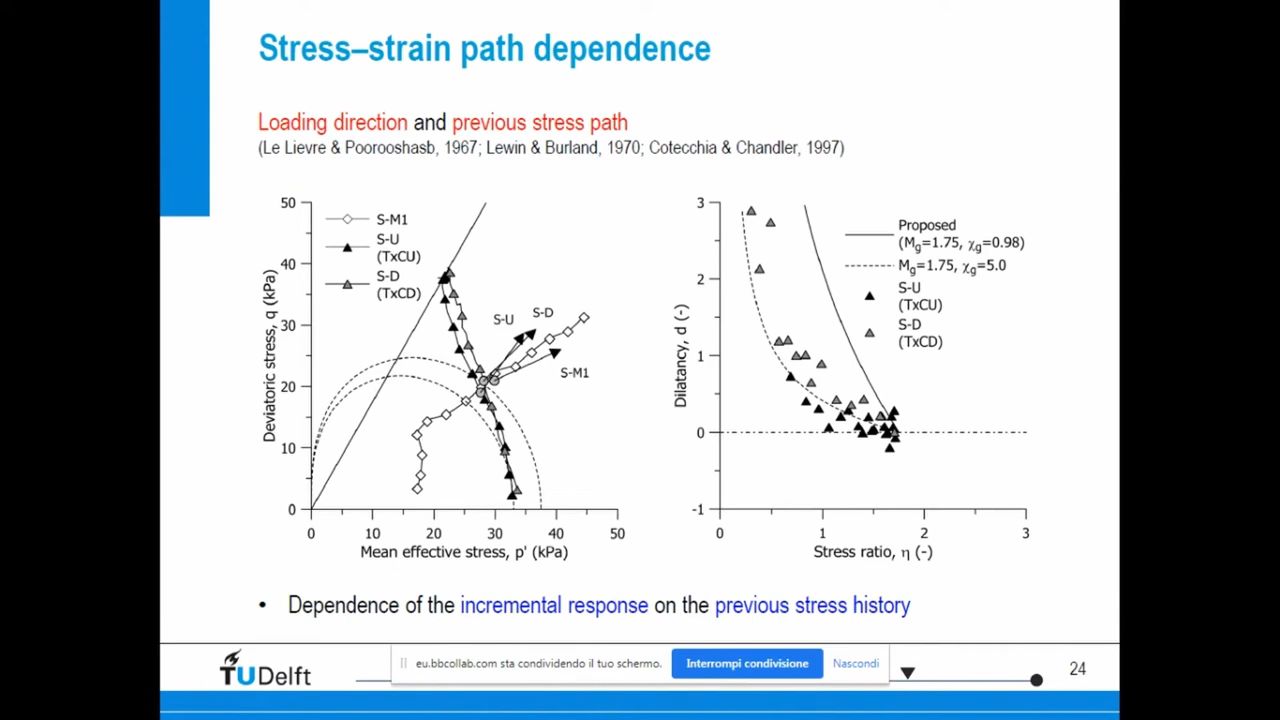 Stress–strain path dependence
Loading direction and previous stress path
(Le Lievre & Poorooshasb, 1967; Lewin & Burland, 1970; Cotecchia & Chandler, 1997)
50
40
30
20
10
0
0
10
20
30
40
50
Deviatoric stress, q (kPa)
Mean effective stress, p' (kPa)
S-M1
S-U
(TxCU)
S-D
(TxCD)
S-U
S-D
S-M1
3
2
1
0
-1
0
1
2
3
Dilatancy, d (-)
Stress ratio, η (-)
Proposed
(Mg=1.75, χg=0.98)
Mg=1.75, χg=5.0
S-U
(TxCU)
S-D
(TxCD)
• Dependence of the incremental response on the previous stress history
TUDelft
eu.bbcollab.com sta condividendo il tuo schermo.
Interrompi condivisione
Nascondi
24